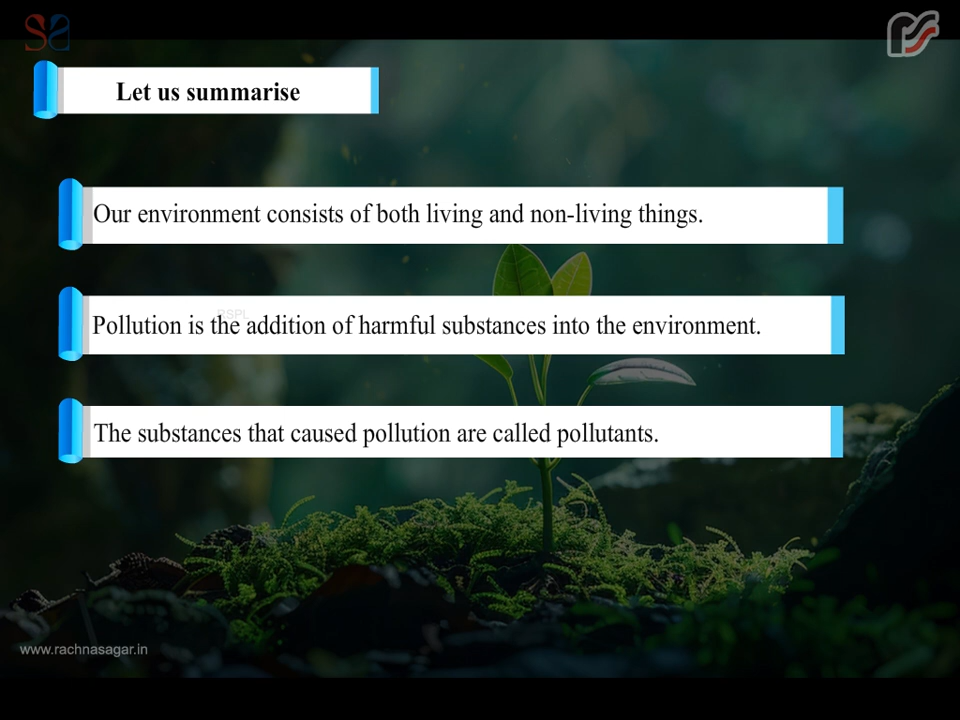 Let us summarise
Our environment consists of both living and non-living things.
RSPL
Pollution is the addition of harmful substances into the environment.
The substances that caused pollution are called pollutants.
www.rachnasagar.in